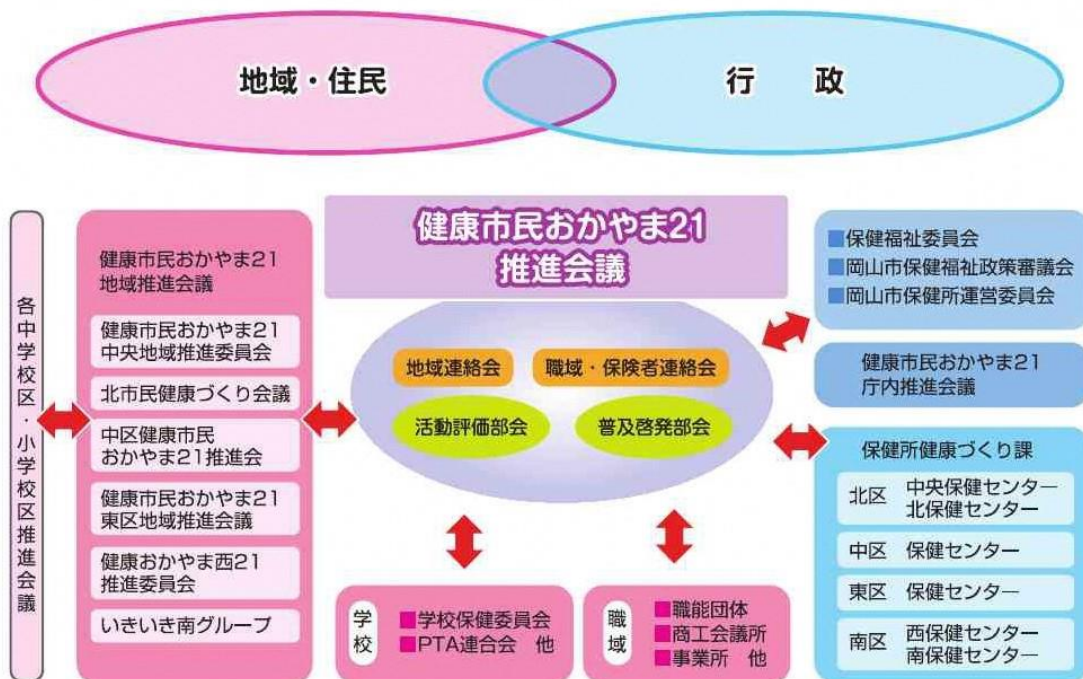 地域・住民
行　政
各中学校区・小学校区推進会議
健康市民おかやま21
地域推進会議
健康市民おかやま21
中央地域推進委員会
北市民健康づくり会議
中区健康市民
おかやま21推進会
健康市民おかやま21
東区地域推進会議
健康おかやま西21
推進委員会
いきいき南グループ
健康市民おかやま21
推進会議
地域連絡会
職域・保険者連絡会
活動評価部会
普及啓発部会
学校
■学校保健委員会
■PTA連合会　他
職域
■職能団体
■商工会議所
■事業所　他
■保健福祉委員会
■岡山市保健福祉政策審議会
■岡山市保健所運営委員会
健康市民おかやま21
庁内推進会議
保健所健康づくり課
北区　中央保健センター
北保健センター
中区　保健センター
東区　保健センター
南区　西保健センター
南保健センター